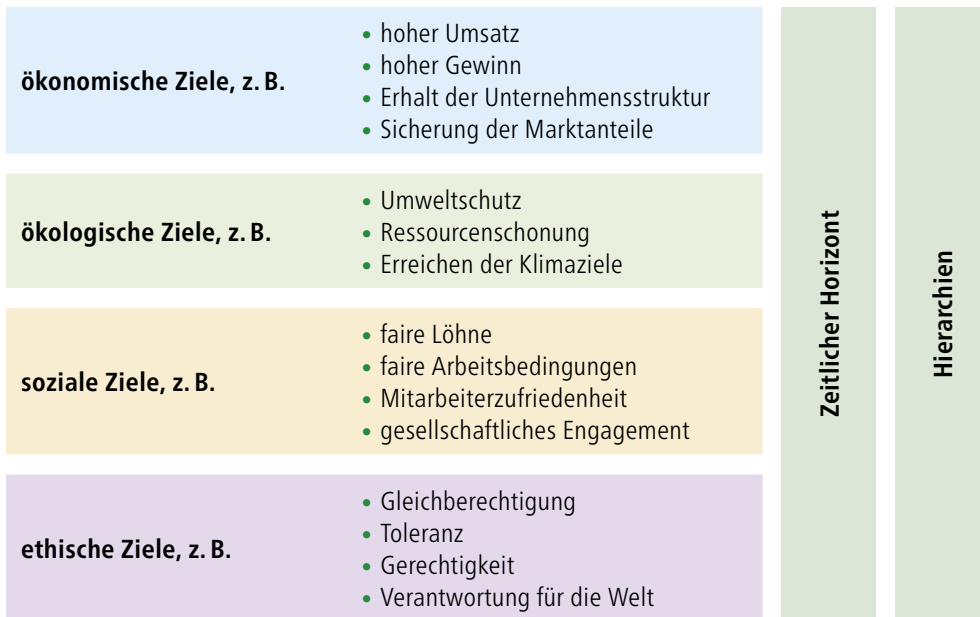 ökonomische Ziele, z. B.
• hoher Umsatz
• hoher Gewinn
• Erhalt der Unternehmensstruktur
• Sicherung der Marktanteile
ökologische Ziele, z. B.
• Umweltschutz
• Ressourcenschonung
• Erreichen der Klimaziele
soziale Ziele, z. B.
• faire Löhne
• faire Arbeitsbedingungen
• Mitarbeiterzufriedenheit
• gesellschaftliches Engagement
ethische Ziele, z. B.
• Gleichberechtigung
• Toleranz
• Gerechtigkeit
• Verantwortung für die Welt
Zeitlicher Horizont
Hierarchien